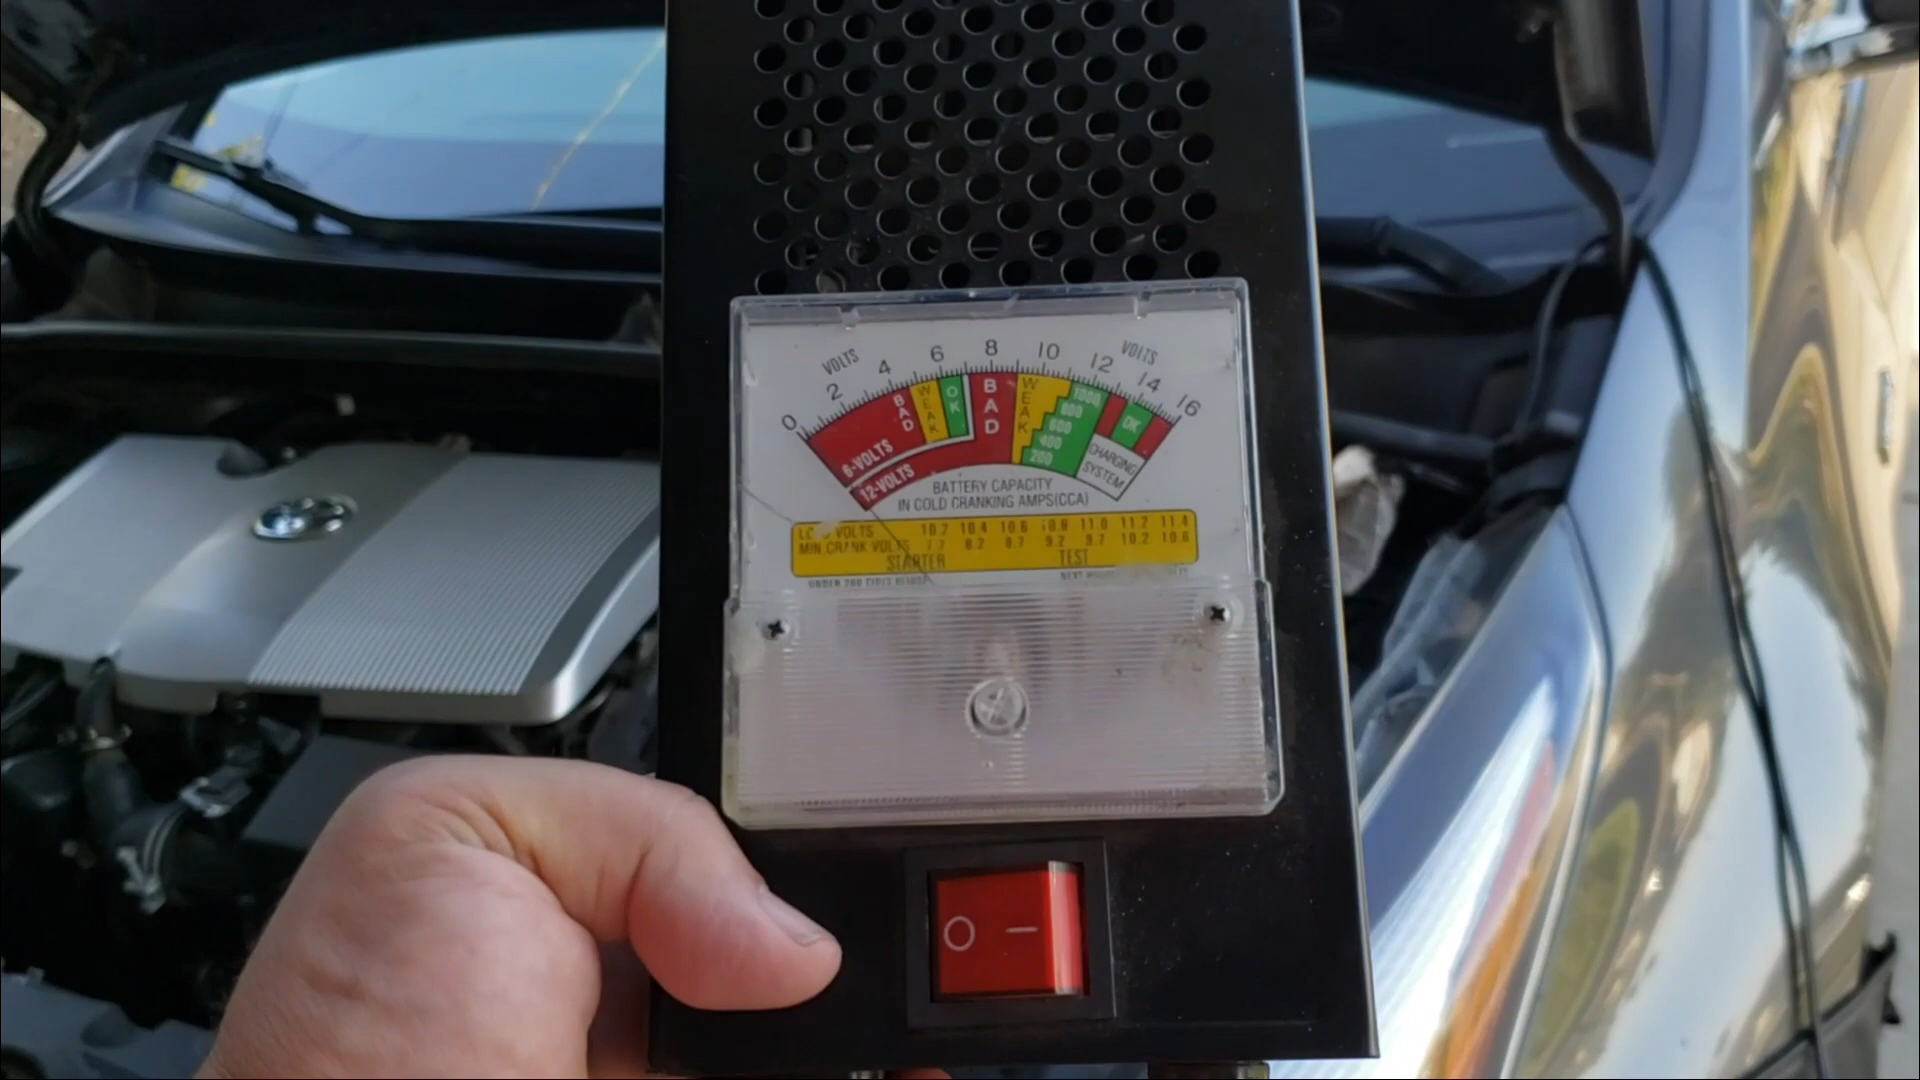 VOLTS VOLTS
0 2 4 6 8 10 12 14 16
BAD WEAK OK BAD WEAK 1000 OK
800
600
400
200
6-VOLTS
12-VOLTS
CHARGING
SYSTEM
BATTERY CAPACITY
IN COLD CRANKING AMPS(CCA)
VOLTS 10.2 10.4 10.6 10.8 11.0 11.2 11.4
MIN CRANK VOLTS 7.7 8.2 8.7 9.2 9.7 10.2 10.6
STARTER TEST
O —